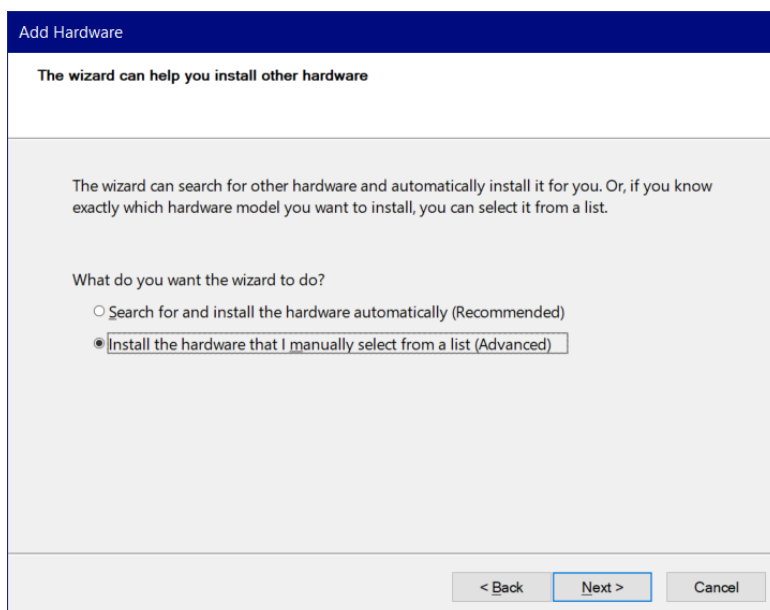 Add Hardware
The wizard can help you install other hardware
The wizard can search for other hardware and automatically install it for you. Or, if you know
exactly which hardware model you want to install, you can select it from a list.
What do you want the wizard to do?
Search for and install the hardware automatically (Recommended)
Install the hardware that I manually select from a list (Advanced)
< Back Next > Cancel